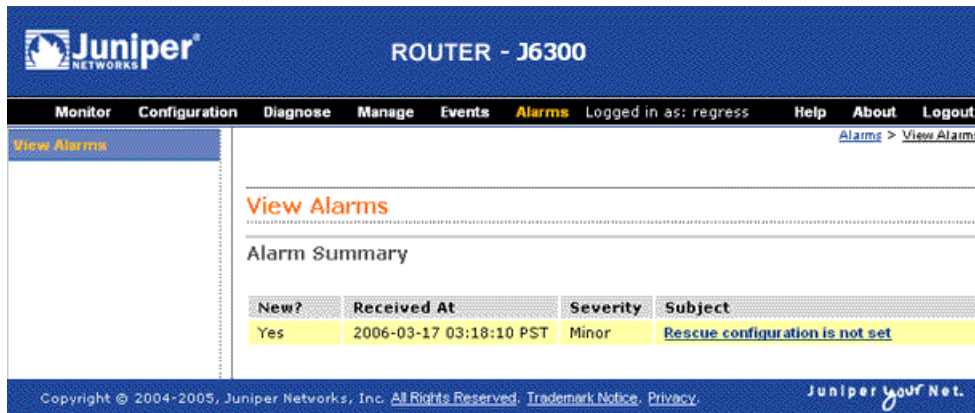 Juniper®
NETWORKS
ROUTER - J6300
Monitor Configuration Diagnose Manage Events Alarms Logged in as: regress Help About Logout
View Alarms
Alarms > View Alarms
View Alarms
Alarm Summary
New? Received At Severity Subject
Yes 2006-03-17 03:18:10 PST Minor Rescue configuration is not set
Copyright © 2004-2005, Juniper Networks, Inc. All Rights Reserved. Trademark Notice. Privacy.
Juniper your Net.